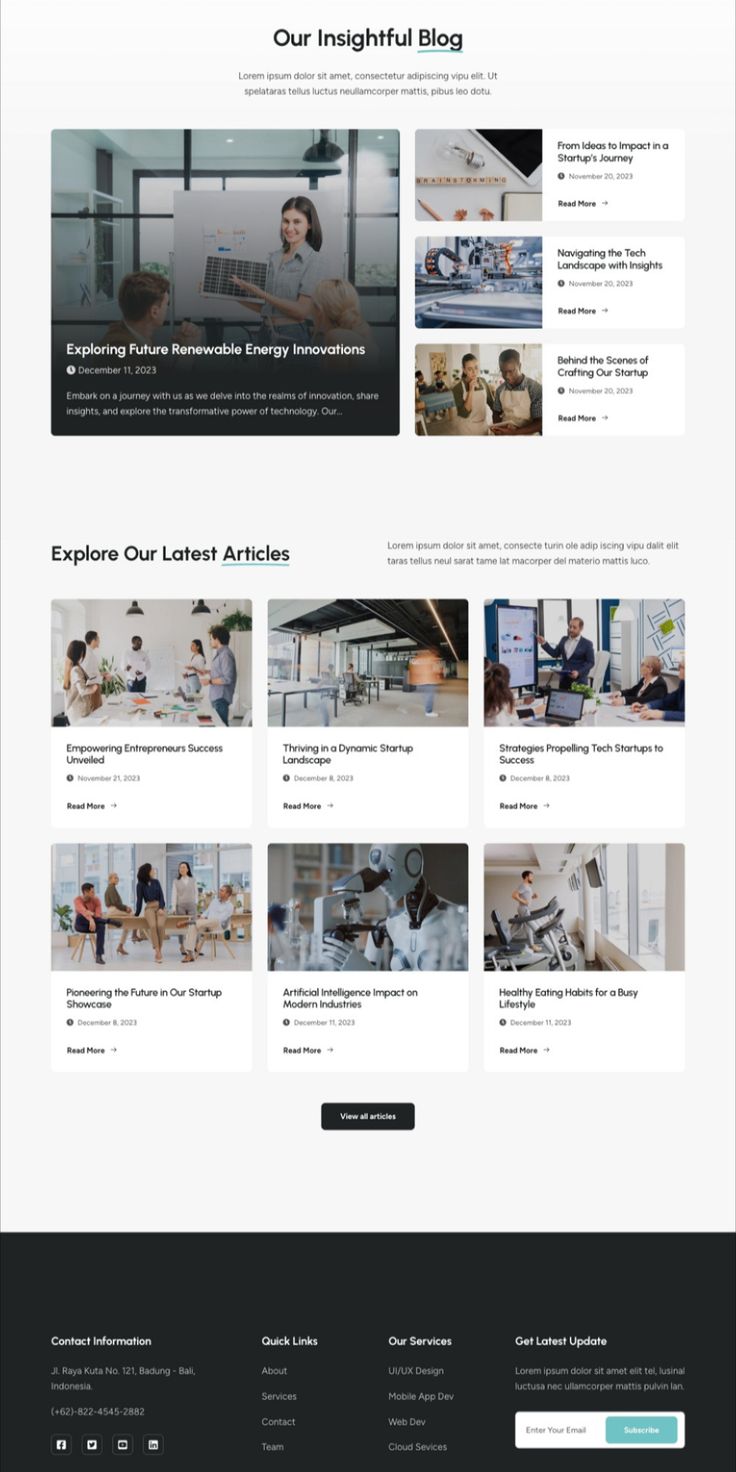 Our Insightful Blog
Lorem ipsum dolor sit amet, consectetur adipiscing vipu elit. Ut
spelataras tellus luctus neullamcorper mattis, pibus leo dotu.
BRAINSTORMING
Exploring Future Renewable Energy Innovations
December 11, 2023
Embark on a journey with us as we delve into the realms of innovation, share
insights, and explore the transformative power of technology. Our...
From Ideas to Impact in a
Startup's Journey
November 20, 2023
Read More →
Navigating the Tech
Landscape with Insights
November 20, 2023
Read More →
Behind the Scenes of
Crafting Our Startup
November 20, 2023
Read More →
Explore Our Latest Articles
Lorem ipsum dolor sit amet, consecte turin ole adip iscing vipu dalit elit
taras tellus neul sarat tame lat macorper del materio mattis luco.
Empowering Entrepreneurs Success
Unveiled
November 21, 2023
Read More →
Thriving in a Dynamic Startup
Landscape
December 8, 2023
Read More →
Strategies Propelling Tech Startups to
Success
December 8, 2023
Read More →
Pioneering the Future in Our Startup
Showcase
December 8, 2023
Read More →
Artificial Intelligence Impact on
Modern Industries
December 11, 2023
Read More →
Healthy Eating Habits for a Busy
Lifestyle
December 11, 2023
Read More →
View all articles
Contact Information
Jl. Raya Kuta No. 121, Badung - Bali,
Indonesia.
(+62)-822-4545-2882
Quick Links
About
Services
Contact
Team
Our Services
UI/UX Design
Mobile App Dev
Web Dev
Cloud Sevices
Get Latest Update
Lorem ipsum dolor sit amet elit tel, lusinal
luctusa nec ullamcorper mattis pulvin lan.
Enter Your Email
Subscribe